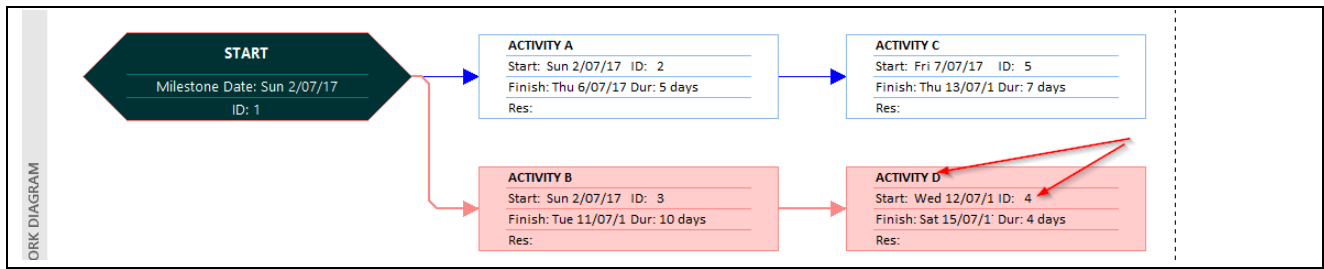 START
Milestone Date: Sun 2/07/17
ID: 1
ACTIVITY A
Start: Sun 2/07/17 ID: 2
Finish: Thu 6/07/17 Dur: 5 days
Res:
ACTIVITY C
Start: Fri 7/07/17 ID: 5
Finish: Thu 13/07/1 Dur: 7 days
Res:
ACTIVITY B
Start: Sun 2/07/17 ID: 3
Finish: Tue 11/07/1 Dur: 10 days
Res:
ACTIVITY D
Start: Wed 12/07/1 ID: 4
Finish: Sat 15/07/1 Dur: 4 days
Res:
ORK DIAGRAM